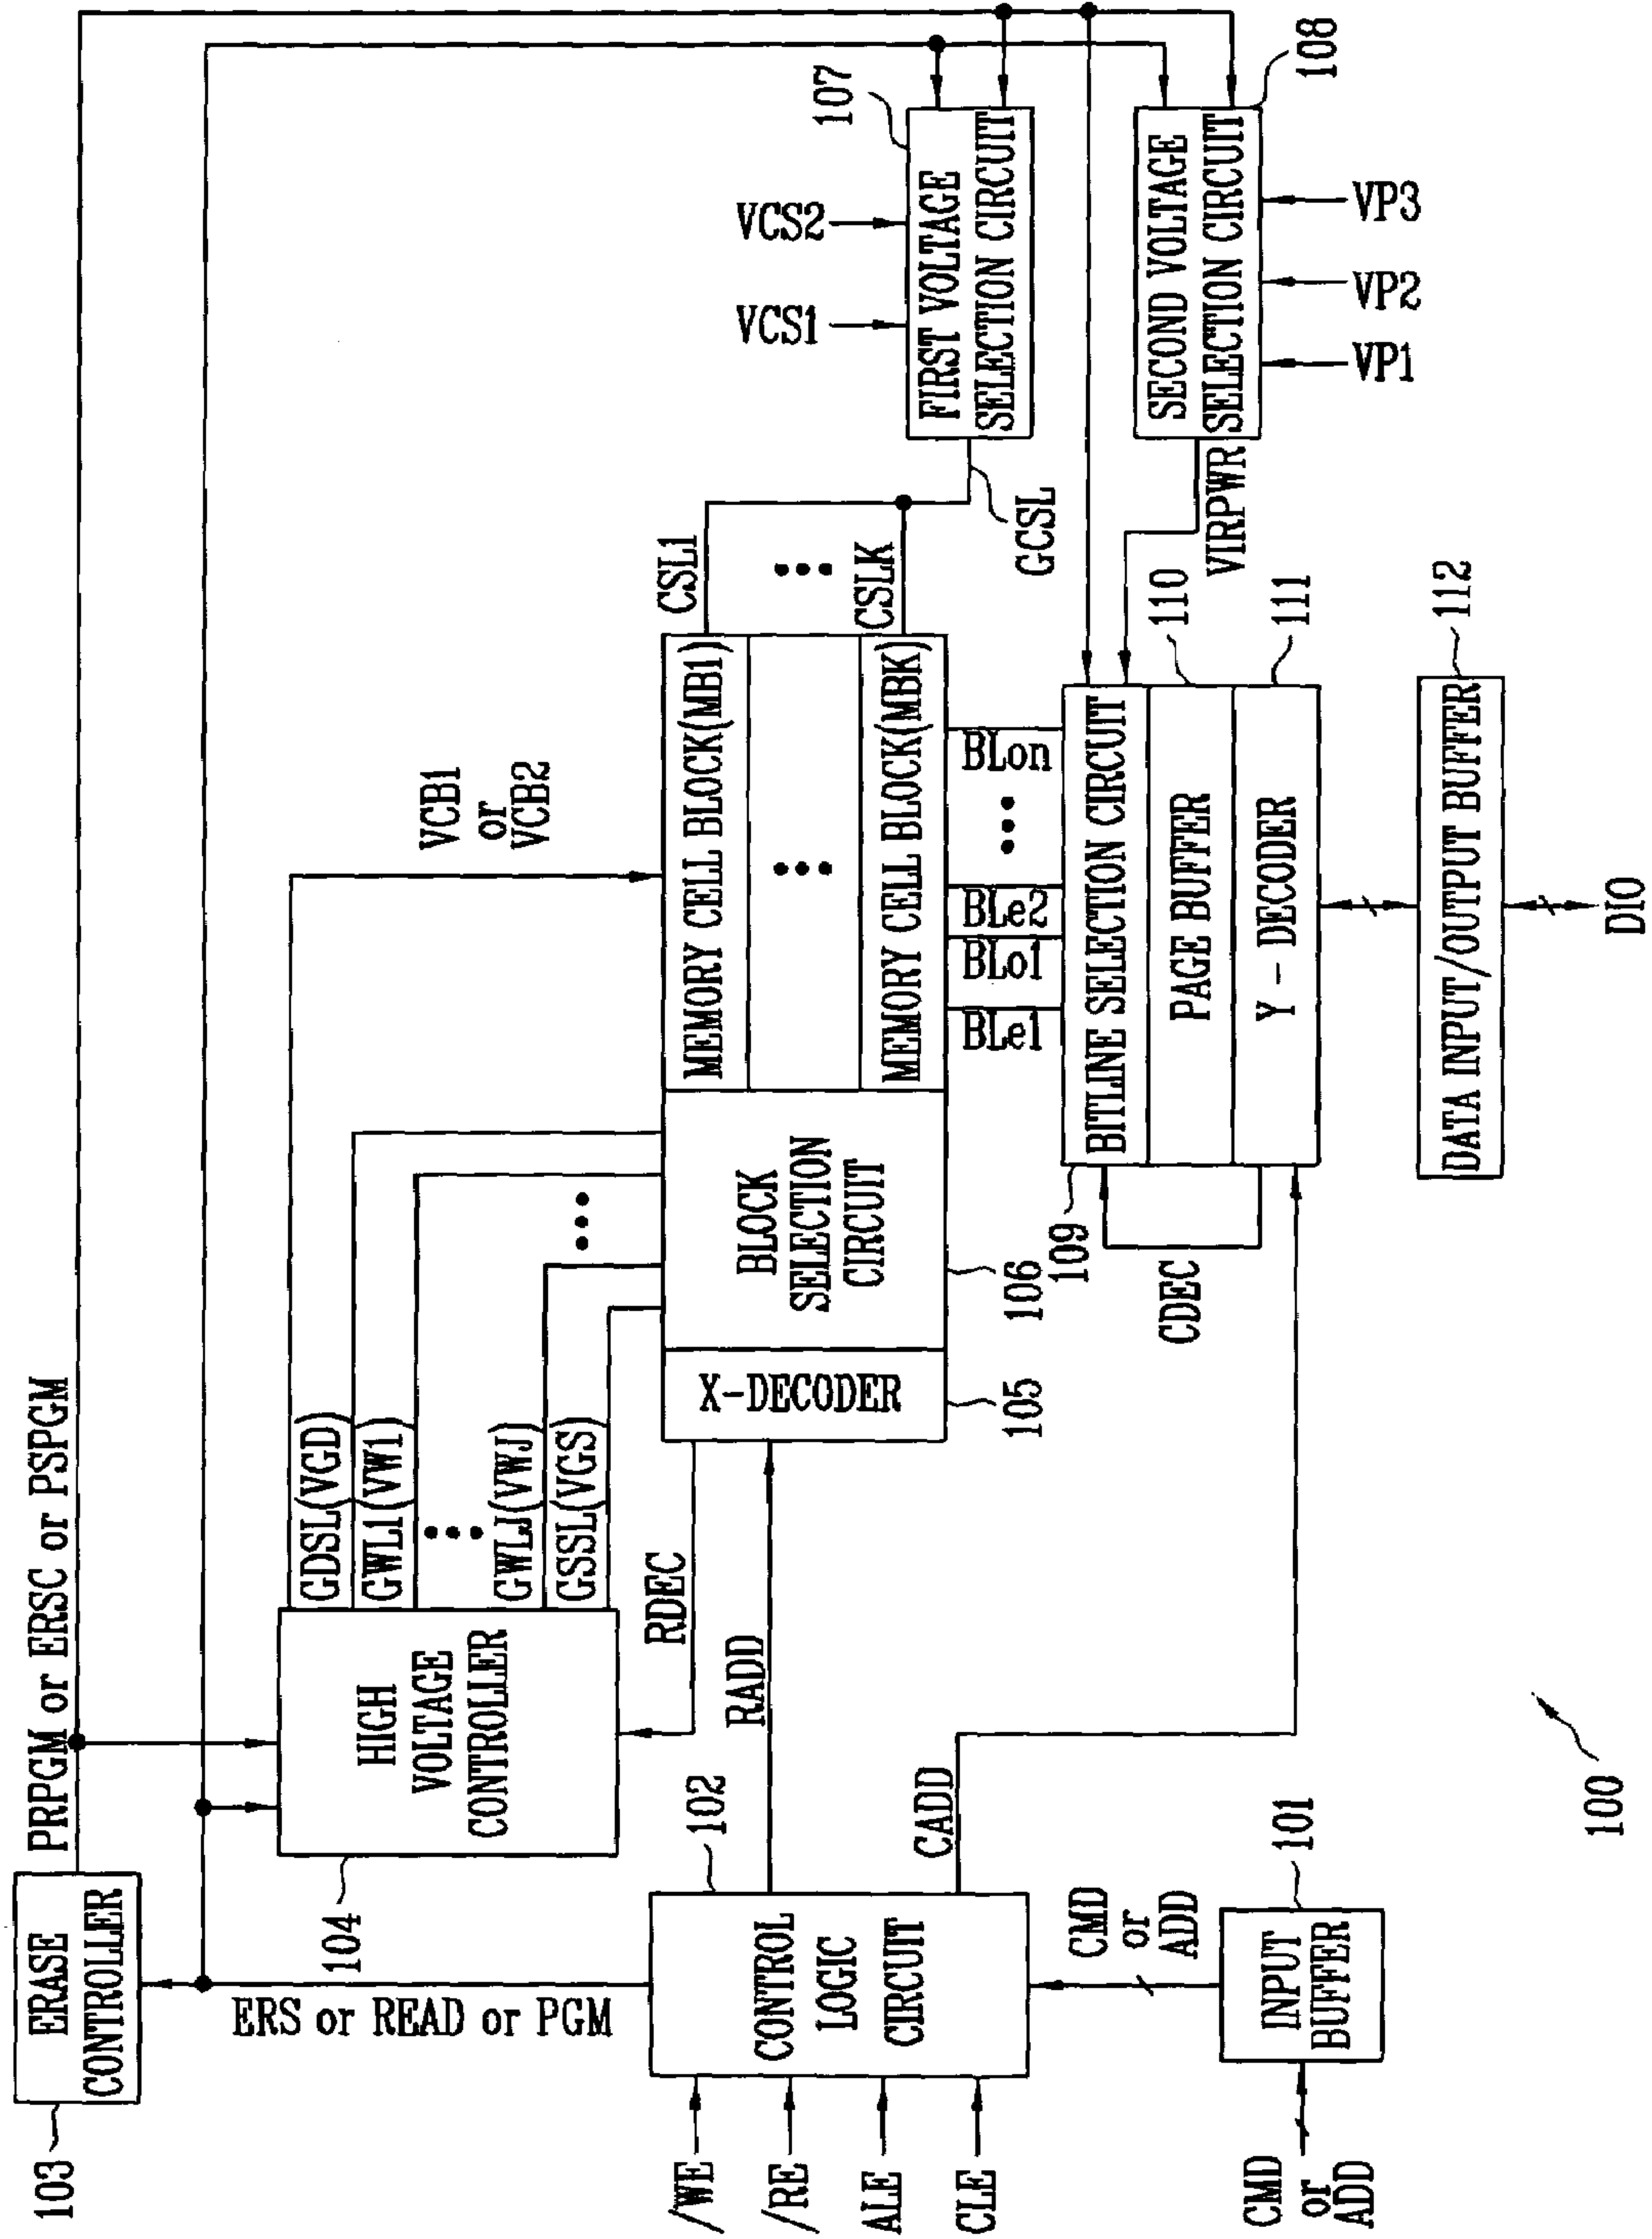 103
ERASE
CONTROLLER
PRPGM or ERSC or PSPGM
ERS or READ or PGM
104
HIGH
VOLTAGE
CONTROLLER
GDSL(VGD)
GWL1(VW1)
GWLJ(VWJ)
GSSL(VGS)
VCB1
or
VCB2
RDEC
RADD
/WE
/RE
ALE
CLE
102
CONTROL
LOGIC
CIRCUIT
CADD
CMD
or
ADD
CMD
or
ADD
101
INPUT
BUFFER
X-DECODER
105
BLOCK
SELECTION
CIRCUIT
106
MEMORY CELL BLOCK(MB1)
MEMORY CELL BLOCK(MBK)
CSL1
CSLK
GCSL
VCS1
VCS2
107
FIRST VOLTAGE
SELECTION CIRCUIT
108
SECOND VOLTAGE
SELECTION CIRCUIT
VP1
VP2
VP3
VIRPWR
BLe1
BLo1
BLe2
BLon
109
BITLINE SELECTION CIRCUIT
110
PAGE BUFFER
111
Y - DECODER
CDEC
112
DATA INPUT/OUTPUT BUFFER
DIO
100